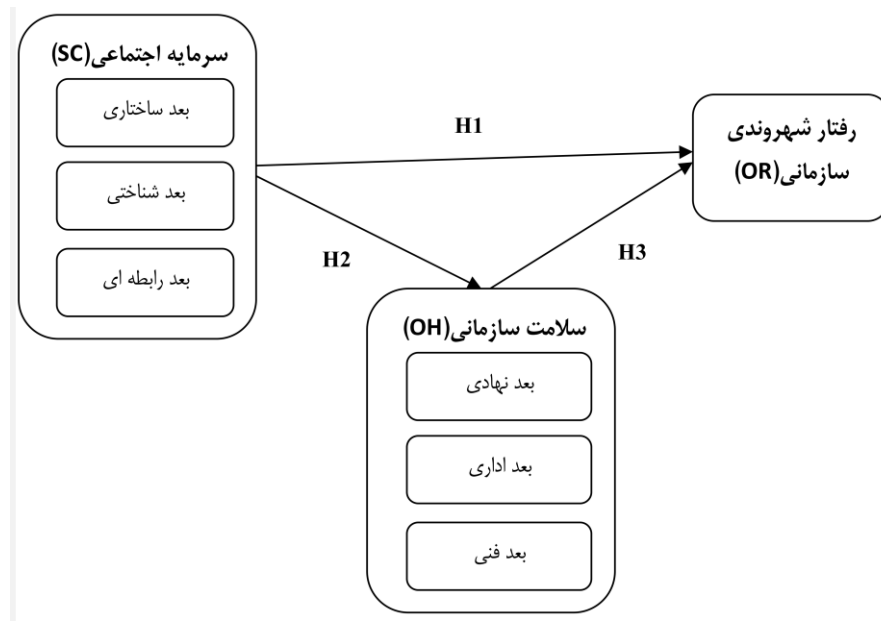 سرمایه اجتماعی(SC)
بعد ساختاری
بعد شناختی
بعد رابطه ای
H1
H2
H3
رفتار شهروندی
سازمانی(OR)
سلامت سازمانی(OH)
بعد نهادی
بعد اداری
بعد فنی